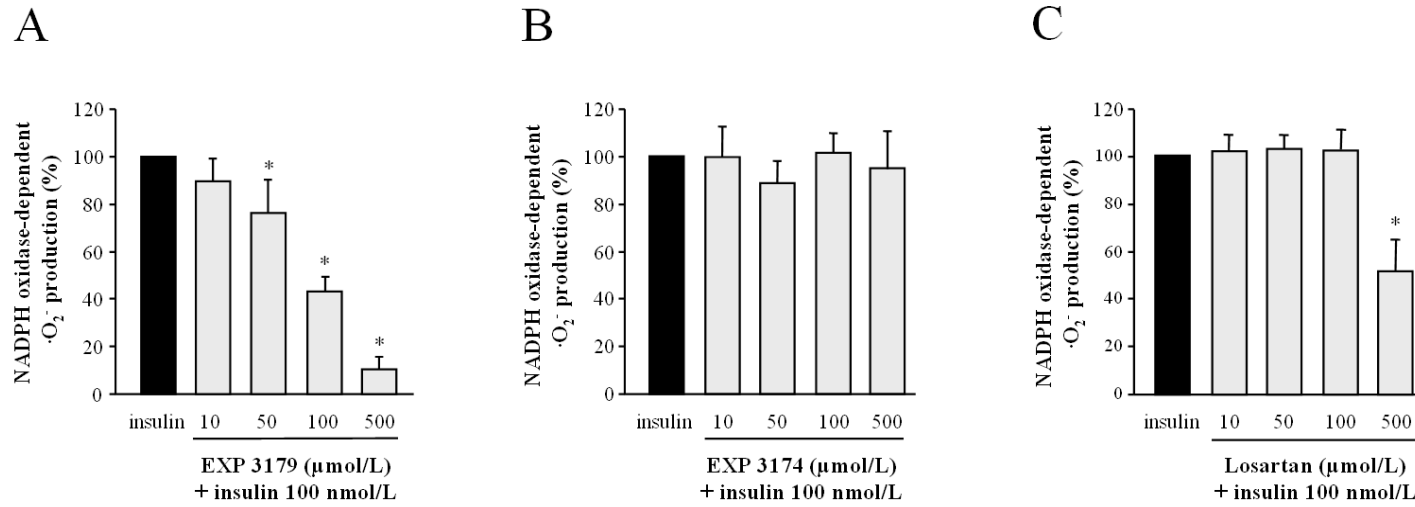 A
NADPH oxidase-dependent
·O₂⁻ production (%)
120
100
80
60
40
20
0
*
*
*
insulin 10 50 100 500
EXP 3179 (µmol/L)
+ insulin 100 nmol/L
B
NADPH oxidase-dependent
·O₂⁻ production (%)
120
100
80
60
40
20
0
insulin 10 50 100 500
EXP 3174 (µmol/L)
+ insulin 100 nmol/L
C
NADPH oxidase-dependent
·O₂⁻ production (%)
120
100
80
60
40
20
0
*
insulin 10 50 100 500
Losartan (µmol/L)
+ insulin 100 nmol/L